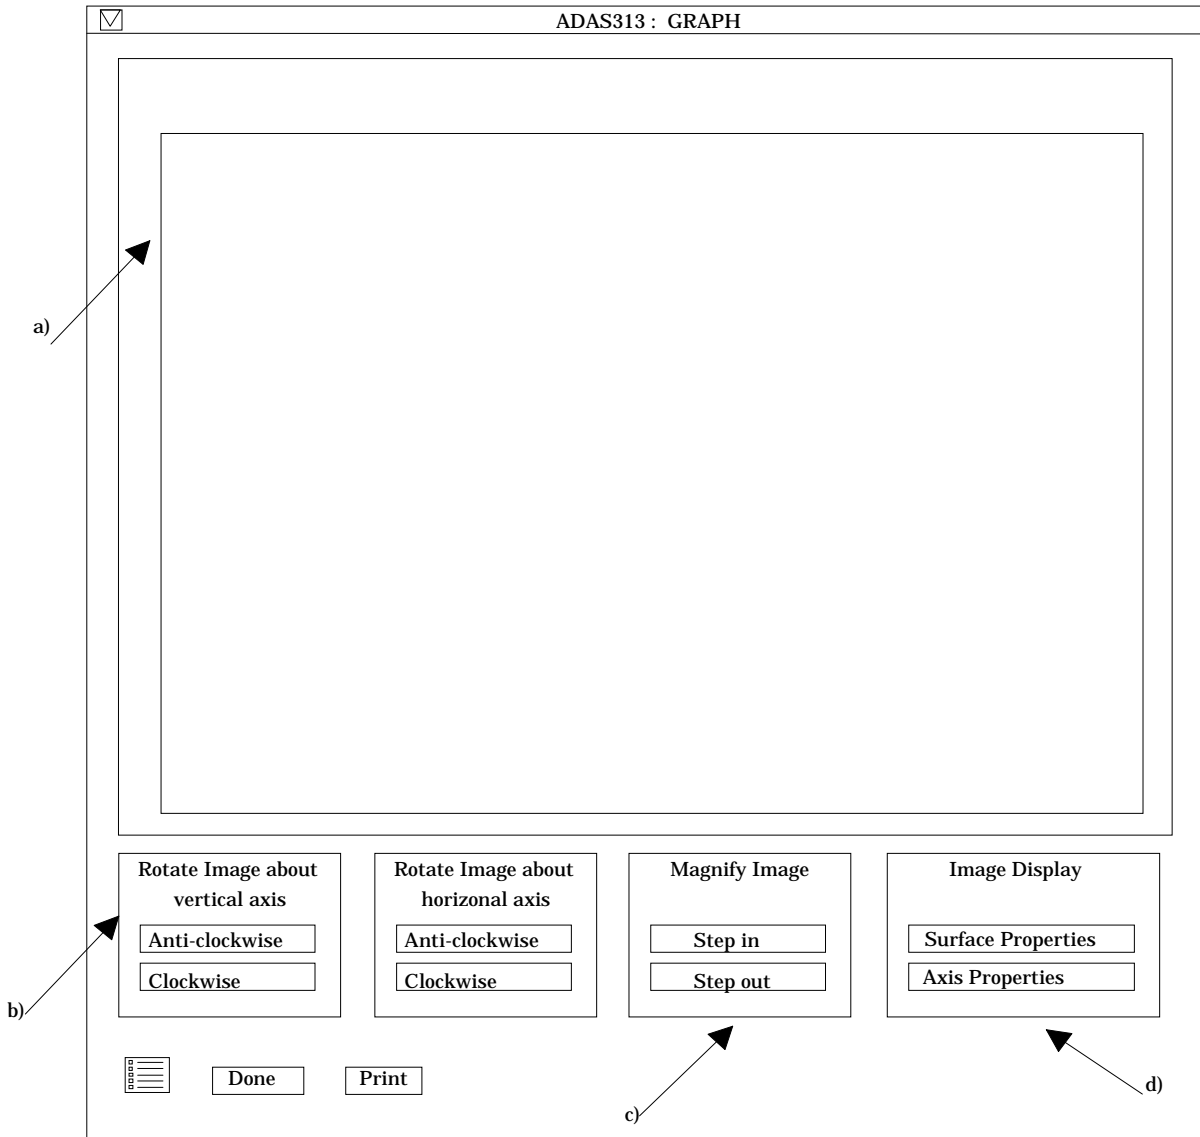 ADAS313 :  GRAPH
a)
Rotate Image about
vertical axis
Anti-clockwise
Clockwise
Rotate Image about
horizonal axis
Anti-clockwise
Clockwise
Magnify Image
Step in
Step out
Image Display
Surface Properties
Axis Properties
b)
Done
Print
c)
d)